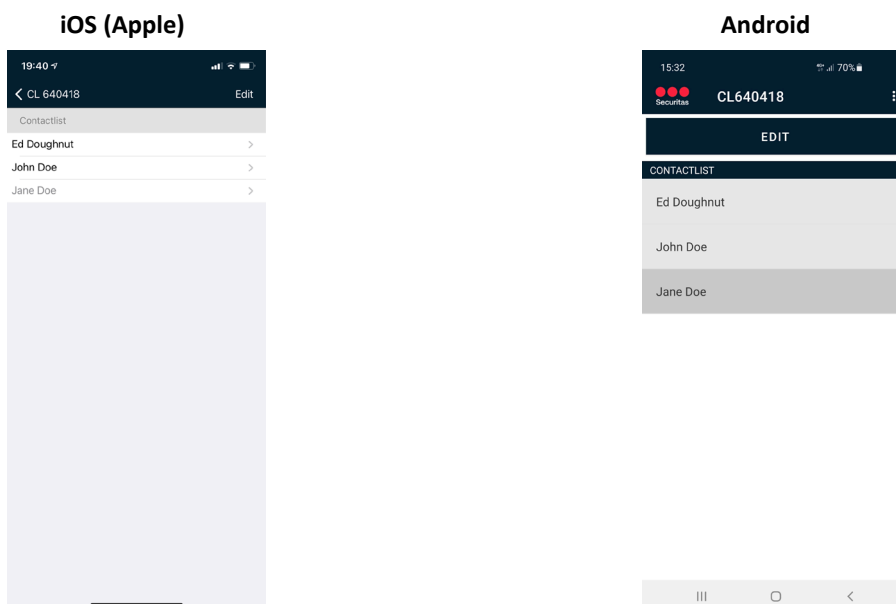 iOS (Apple)
19:40
CL 640418
Edit
Contactlist
Ed Doughnut
John Doe
Jane Doe
Android
15:32
70%
Securitas
CL640418
EDIT
CONTACTLIST
Ed Doughnut
John Doe
Jane Doe